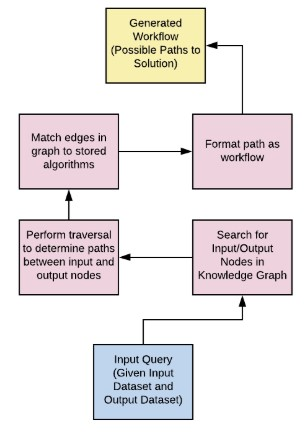 Generated
Workflow
(Possible Paths to
Solution)
Match edges in
graph to stored
algorithms
Format path as
workflow
Perform traversal
to determine paths
between input and
output nodes
Search for
Input/Output
Nodes in
Knowledge Graph
Input Query
(Given Input
Dataset and
Output Dataset)